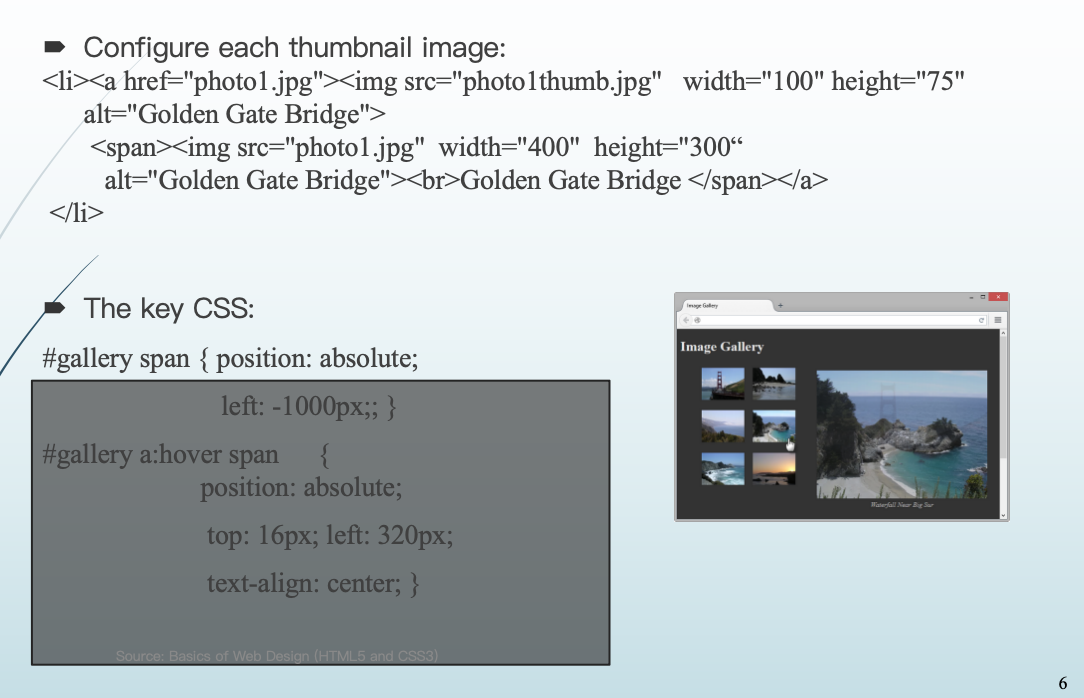 Configure each thumbnail image:
<li><a href="photo1.jpg"><img src="photo1thumb.jpg"   width="100" height="75"
alt="Golden Gate Bridge">
<span><img src="photo1.jpg"  width="400"  height="300“
alt="Golden Gate Bridge"><br>Golden Gate Bridge </span></a>
</li>
The key CSS:
#gallery span { position: absolute;
left: -1000px;; }
#gallery a:hover span      {
position: absolute;
top: 16px; left: 320px;
text-align: center; }
Image Gallery
Image Gallery
Waterfall Near Big Sur
Source: Basics of Web Design (HTML5 and CSS3)
6